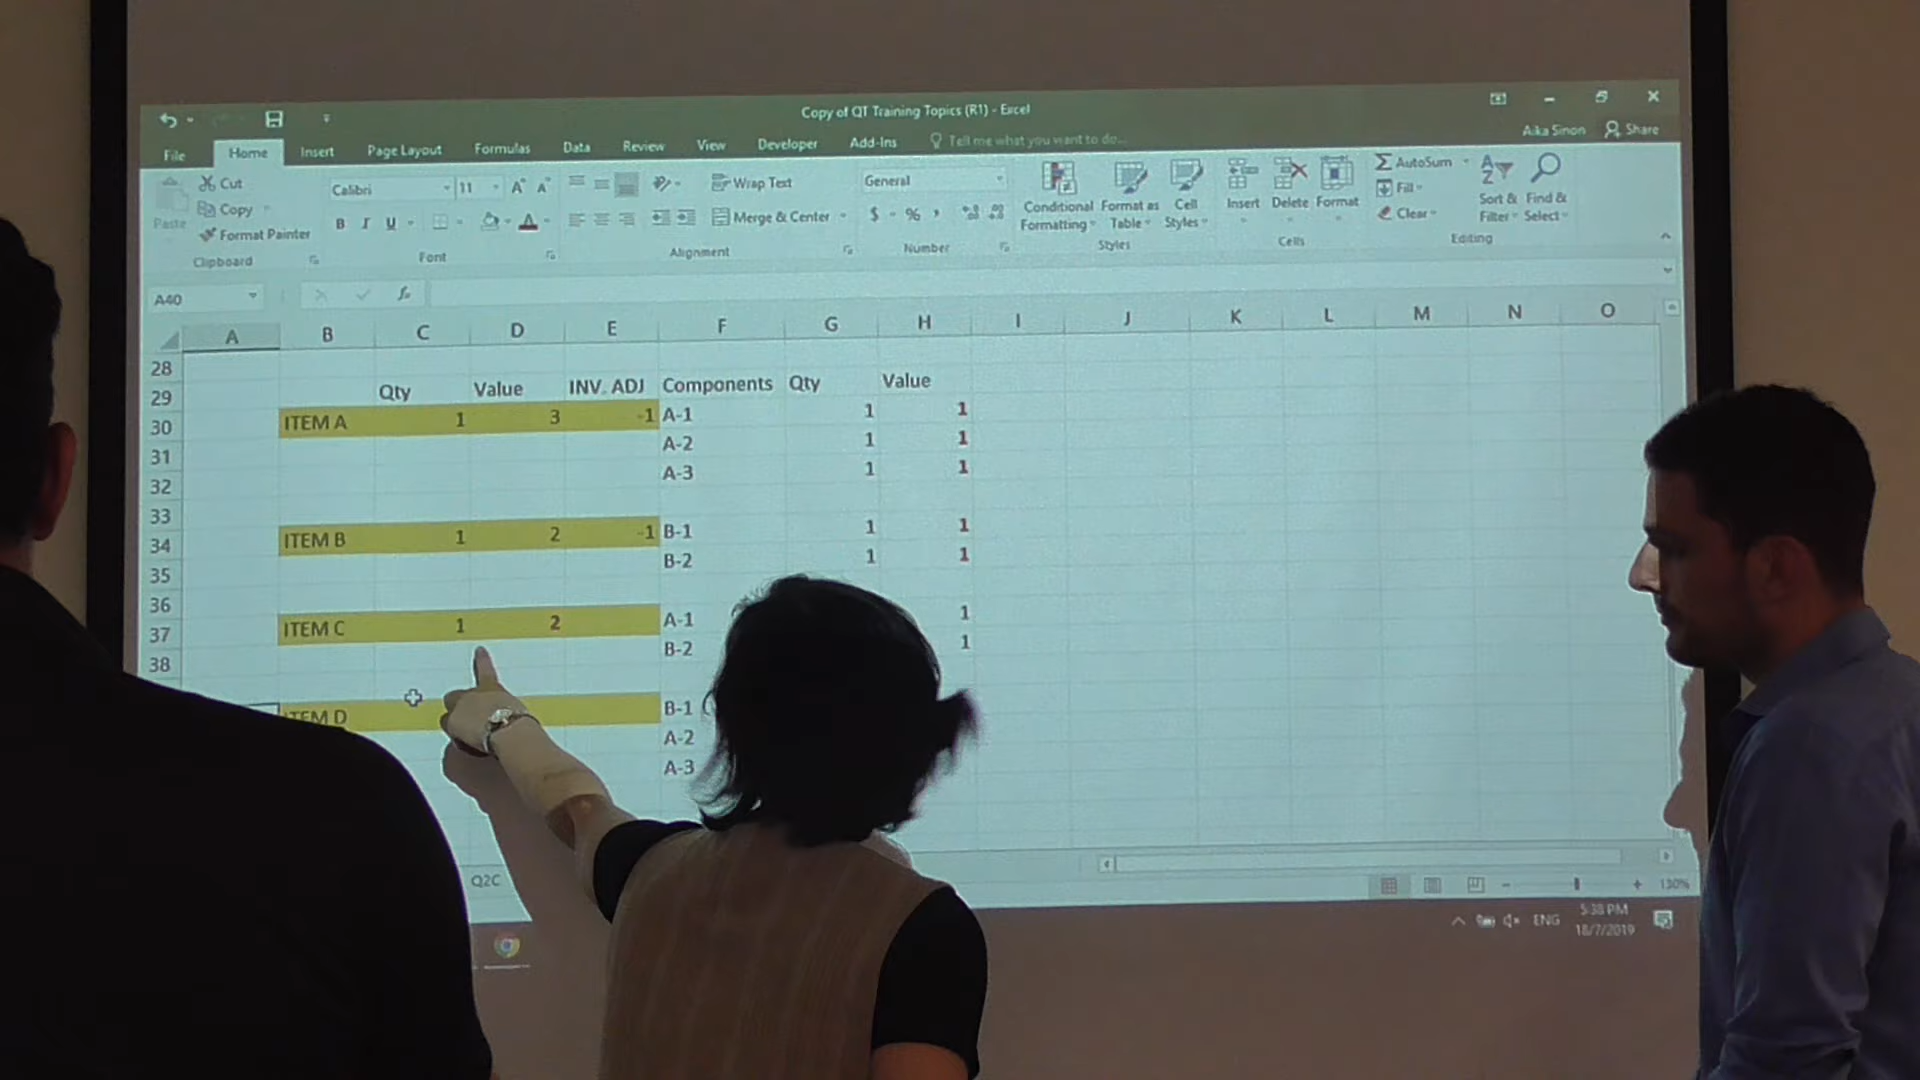 Copy of QT Training Topics (R1) - Excel
Aika Sinon Share
File Home Insert Page Layout Formulas Data Review View Developer Add-Ins Tell me what you want to do...
Paste Cut Copy Format Painter Clipboard
Calibri 11 A A B I U A Font
Wrap Text Merge & Center Alignment
General $ % , Number
Conditional Formatting Format as Table Cell Styles Styles
Insert Delete Format Cells
AutoSum Fill Clear Sort & Filter Find & Select Editing
A40 fx
A B C D E F G H I J K L M N O
28
29 Qty Value INV. ADJ Components Qty Value
30 ITEM A 1 3 -1 A-1 1 1
31 A-2 1 1
32 A-3 1 1
33
34 ITEM B 1 2 -1 B-1 1 1
35 B-2 1 1
36
37 ITEM C 1 2 A-1 1
38 B-2 1
ITEM D B-1
A-2
A-3
Q2C
130%
ENG 5:38 PM
18/7/2019